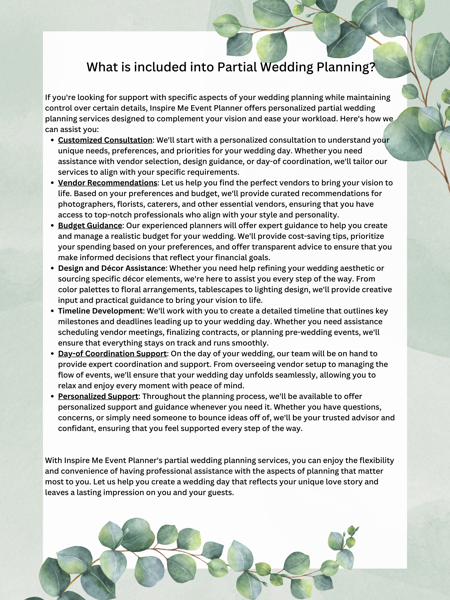 What is included into Partial Wedding Planning?
If you're looking for support with specific aspects of your wedding planning while maintaining
control over certain details, Inspire Me Event Planner offers personalized partial wedding
planning services designed to complement your vision and ease your workload. Here's how we
can assist you:
• Customized Consultation: We'll start with a personalized consultation to understand your
unique needs, preferences, and priorities for your wedding day. Whether you need
assistance with vendor selection, design guidance, or day-of coordination, we'll tailor our
services to align with your specific requirements.
• Vendor Recommendations: Let us help you find the perfect vendors to bring your vision to
life. Based on your preferences and budget, we'll provide curated recommendations for
photographers, florists, caterers, and other essential vendors, ensuring that you have
access to top-notch professionals who align with your style and personality.
• Budget Guidance: Our experienced planners will offer expert guidance to help you create
and manage a realistic budget for your wedding. We'll provide cost-saving tips, prioritize
your spending based on your preferences, and offer transparent advice to ensure that you
make informed decisions that reflect your financial goals.
• Design and Décor Assistance: Whether you need help refining your wedding aesthetic or
sourcing specific décor elements, we're here to assist you every step of the way. From
color palettes to floral arrangements, tablescapes to lighting design, we'll provide creative
input and practical guidance to bring your vision to life.
• Timeline Development: We'll work with you to create a detailed timeline that outlines key
milestones and deadlines leading up to your wedding day. Whether you need assistance
scheduling vendor meetings, finalizing contracts, or planning pre-wedding events, we'll
ensure that everything stays on track and runs smoothly.
• Day-of Coordination Support: On the day of your wedding, our team will be on hand to
provide expert coordination and support. From overseeing vendor setup to managing the
flow of events, we'll ensure that your wedding day unfolds seamlessly, allowing you to
relax and enjoy every moment with peace of mind.
• Personalized Support: Throughout the planning process, we'll be available to offer
personalized support and guidance whenever you need it. Whether you have questions,
concerns, or simply need someone to bounce ideas off of, we'll be your trusted advisor and
confidant, ensuring that you feel supported every step of the way.
With Inspire Me Event Planner's partial wedding planning services, you can enjoy the flexibility
and convenience of having professional assistance with the aspects of planning that matter
most to you. Let us help you create a wedding day that reflects your unique love story and
leaves a lasting impression on you and your guests.